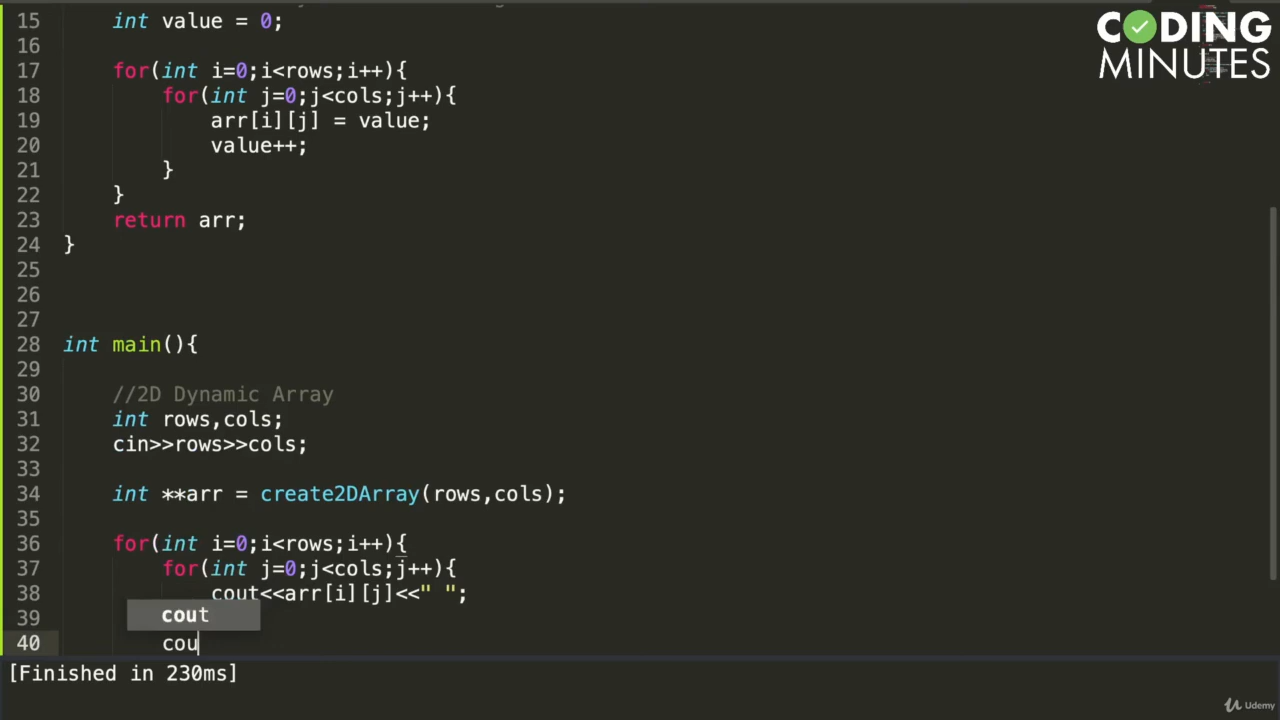 15 int value = 0;
16
17 for(int i=0;i<rows;i++){
18 for(int j=0;j<cols;j++){
19 arr[i][j] = value;
20 value++;
21 }
22 }
23 return arr;
24 }
25
26
27
28 int main(){
29
30 //2D Dynamic Array
31 int rows,cols;
32 cin>>rows>>cols;
33
34 int **arr = create2DArray(rows,cols);
35
36 for(int i=0;i<rows;i++){
37 for(int j=0;j<cols;j++){
38 cout<<arr[i][j]<<" ";
39 cout
40 cou
[Finished in 230ms]
CODING
MINUTES
Udemy